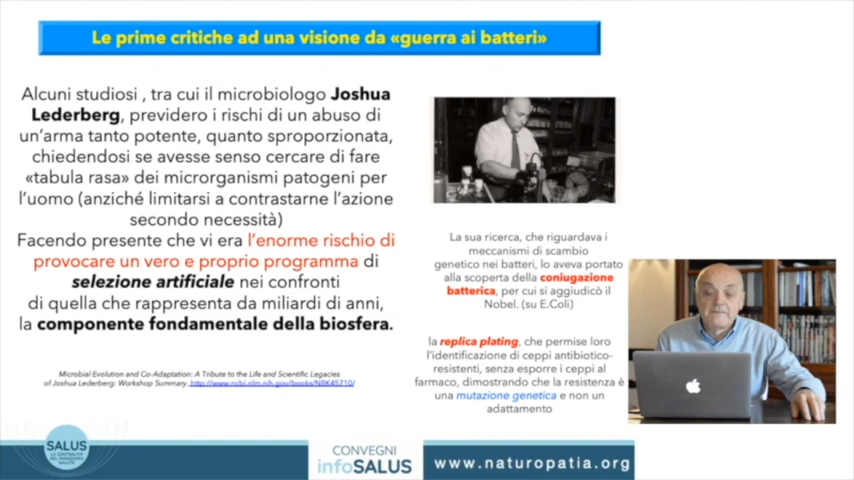 Le prime critiche ad una visione da «guerra ai batteri»
Alcuni studiosi , tra cui il microbiologo Joshua
Lederberg, previdero i rischi di un abuso di
un'arma tanto potente, quanto sproporzionata,
chiedendosi se avesse senso cercare di fare
«tabula rasa» dei microrganismi patogeni per
l'uomo (anziché limitarsi a contrastarne l'azione
secondo necessità)
Facendo presente che vi era l'enorme rischio di
provocare un vero e proprio programma di
selezione artificiale nei confronti
di quella che rappresenta da miliardi di anni,
la componente fondamentale della biosfera.
Microbial Evolution and Co-Adaptation: A Tribute to the Life and Scientific Legacies
of Joshua Lederberg: Workshop Summary. http://www.ncbi.nlm.nih.gov/books/NBK45710/
La sua ricerca, che riguardava i
meccanismi di scambio
genetico nei batteri, lo aveva portato
alla scoperta della coniugazione
batterica, per cui si aggiudicò il
Nobel. (su E.Coli)
la replica plating, che permise loro
l'identificazione di ceppi antibiotico-
resistenti, senza esporre i ceppi al
farmaco, dimostrando che la resistenza è
una mutazione genetica e non un
adattamento
SALUS
LA CENTRALITÀ
DEL PARADIGMA
SALUTE
CONVEGNI
infoSALUS
www.naturopatia.org